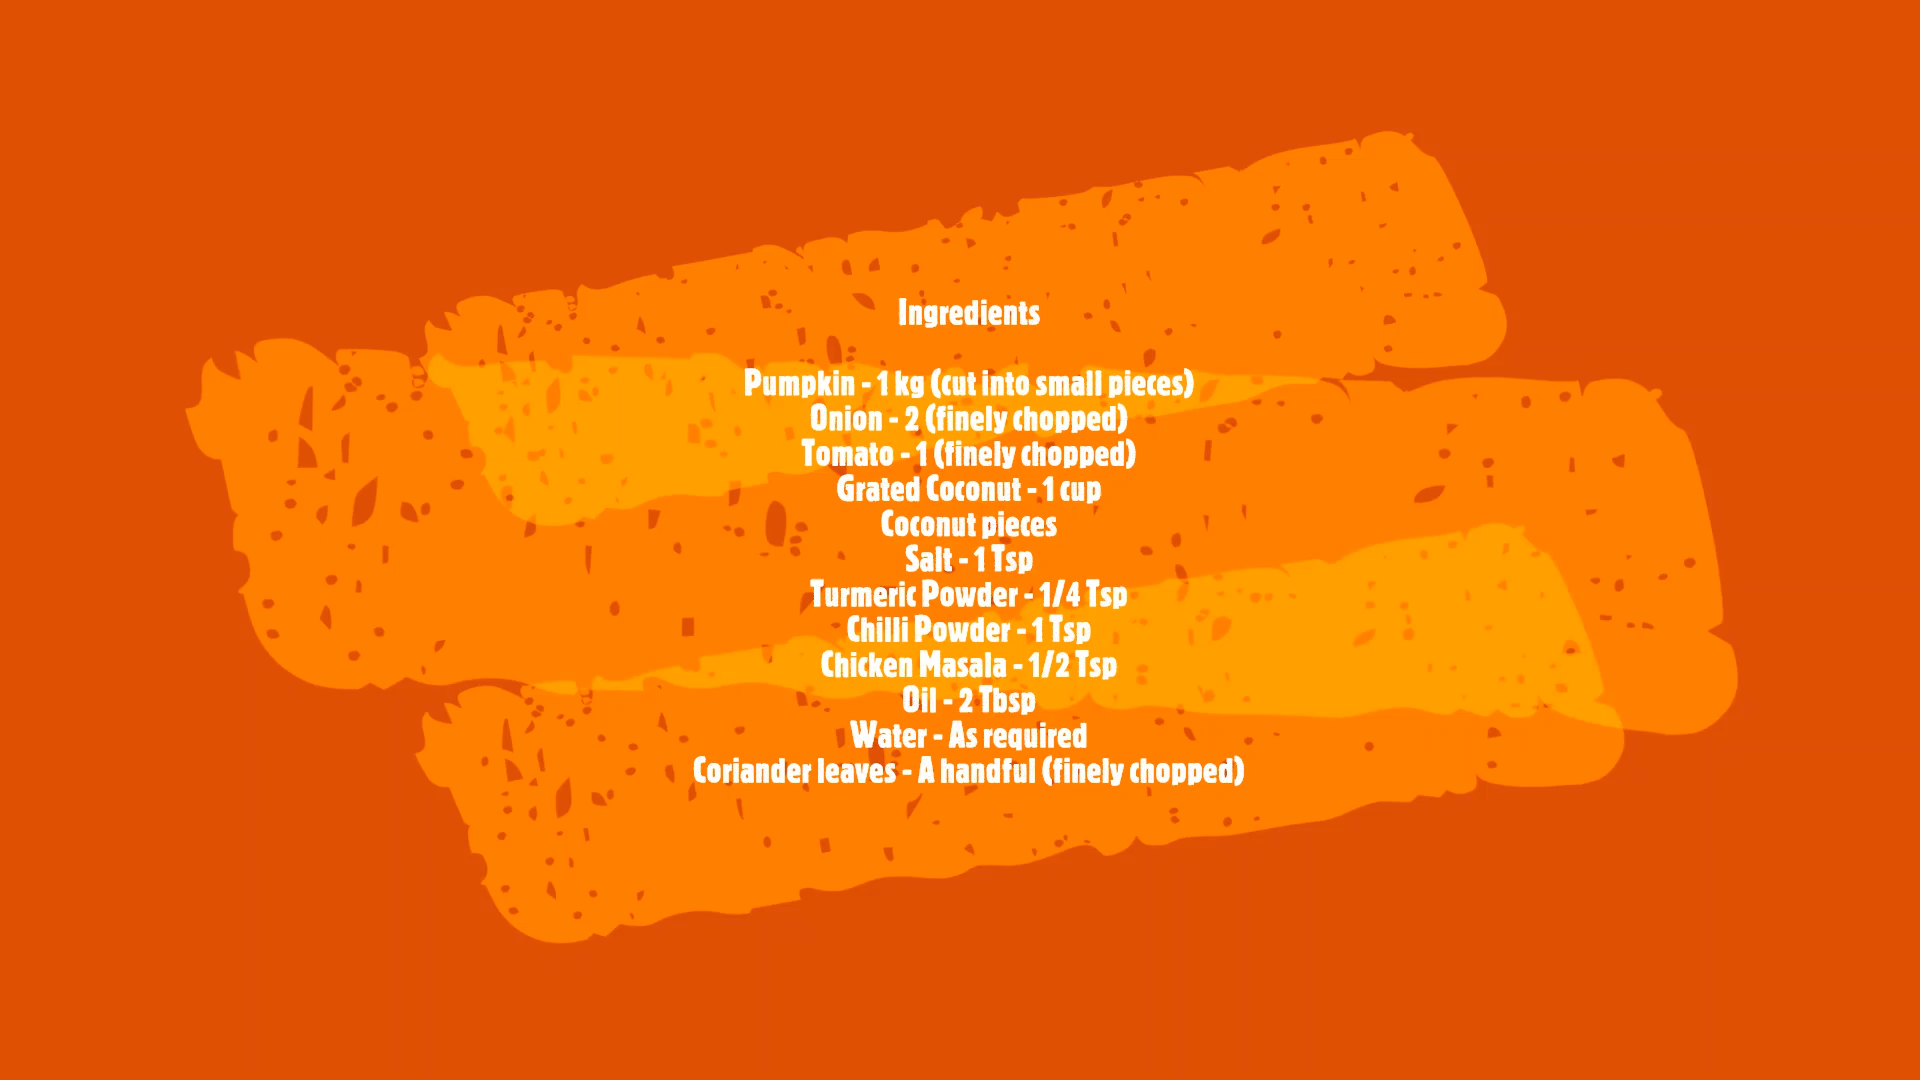 Ingredients
Pumpkin - 1 kg (cut into small pieces)
Onion - 2 (finely chopped)
Tomato - 1 (finely chopped)
Grated Coconut - 1 cup
Coconut pieces
Salt - 1 Tsp
Turmeric Powder - 1/4 Tsp
Chilli Powder - 1 Tsp
Chicken Masala - 1/2 Tsp
Oil - 2 Tbsp
Water - As required
Coriander leaves - A handful (finely chopped)